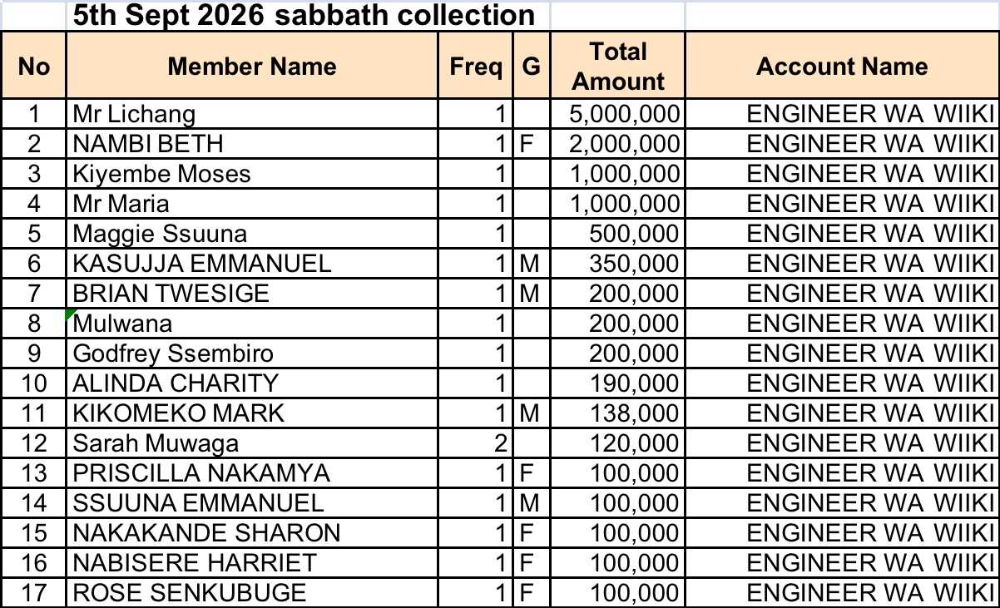 5th Sept 2026 sabbath collection
No Member Name Freq G Total Amount Account Name
1 Mr Lichang 1 5,000,000 ENGINEER WA WIIKI
2 NAMBI BETH 1 F 2,000,000 ENGINEER WA WIIKI
3 Kiyembe Moses 1 1,000,000 ENGINEER WA WIIKI
4 Mr Maria 1 1,000,000 ENGINEER WA WIIKI
5 Maggie Ssuuna 1 500,000 ENGINEER WA WIIKI
6 KASUJJA EMMANUEL 1 M 350,000 ENGINEER WA WIIKI
7 BRIAN TWESIGE 1 M 200,000 ENGINEER WA WIIKI
8 Mulwana 1 200,000 ENGINEER WA WIIKI
9 Godfrey Ssembiro 1 200,000 ENGINEER WA WIIKI
10 ALINDA CHARITY 1 190,000 ENGINEER WA WIIKI
11 KIKOMEKO MARK 1 M 138,000 ENGINEER WA WIIKI
12 Sarah Muwaga 2 120,000 ENGINEER WA WIIKI
13 PRISCILLA NAKAMYA 1 F 100,000 ENGINEER WA WIIKI
14 SSUUNA EMMANUEL 1 M 100,000 ENGINEER WA WIIKI
15 NAKAKANDE SHARON 1 F 100,000 ENGINEER WA WIIKI
16 NABISERE HARRIET 1 F 100,000 ENGINEER WA WIIKI
17 ROSE SENKUBUGE 1 F 100,000 ENGINEER WA WIIKI